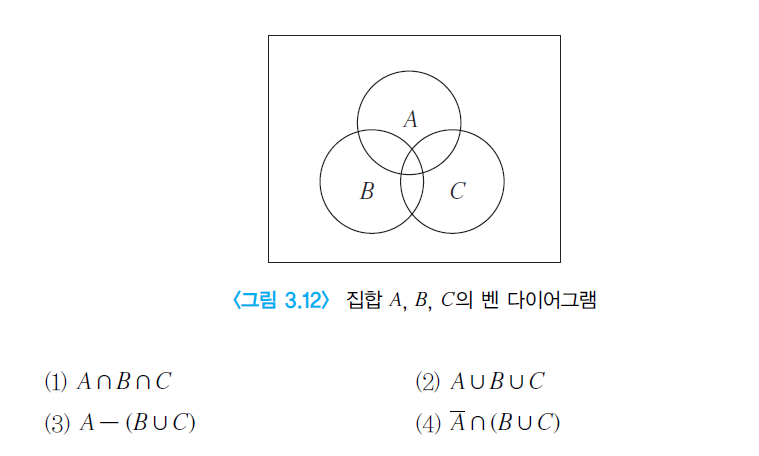 A
B
C
〈그림 3.12〉 집합 A, B, C의 벤 다이어그램
(1) A∩B∩C
(2) A∪B∪C
(3) A－(B∪C)
(4) A̅∩(B∪C)